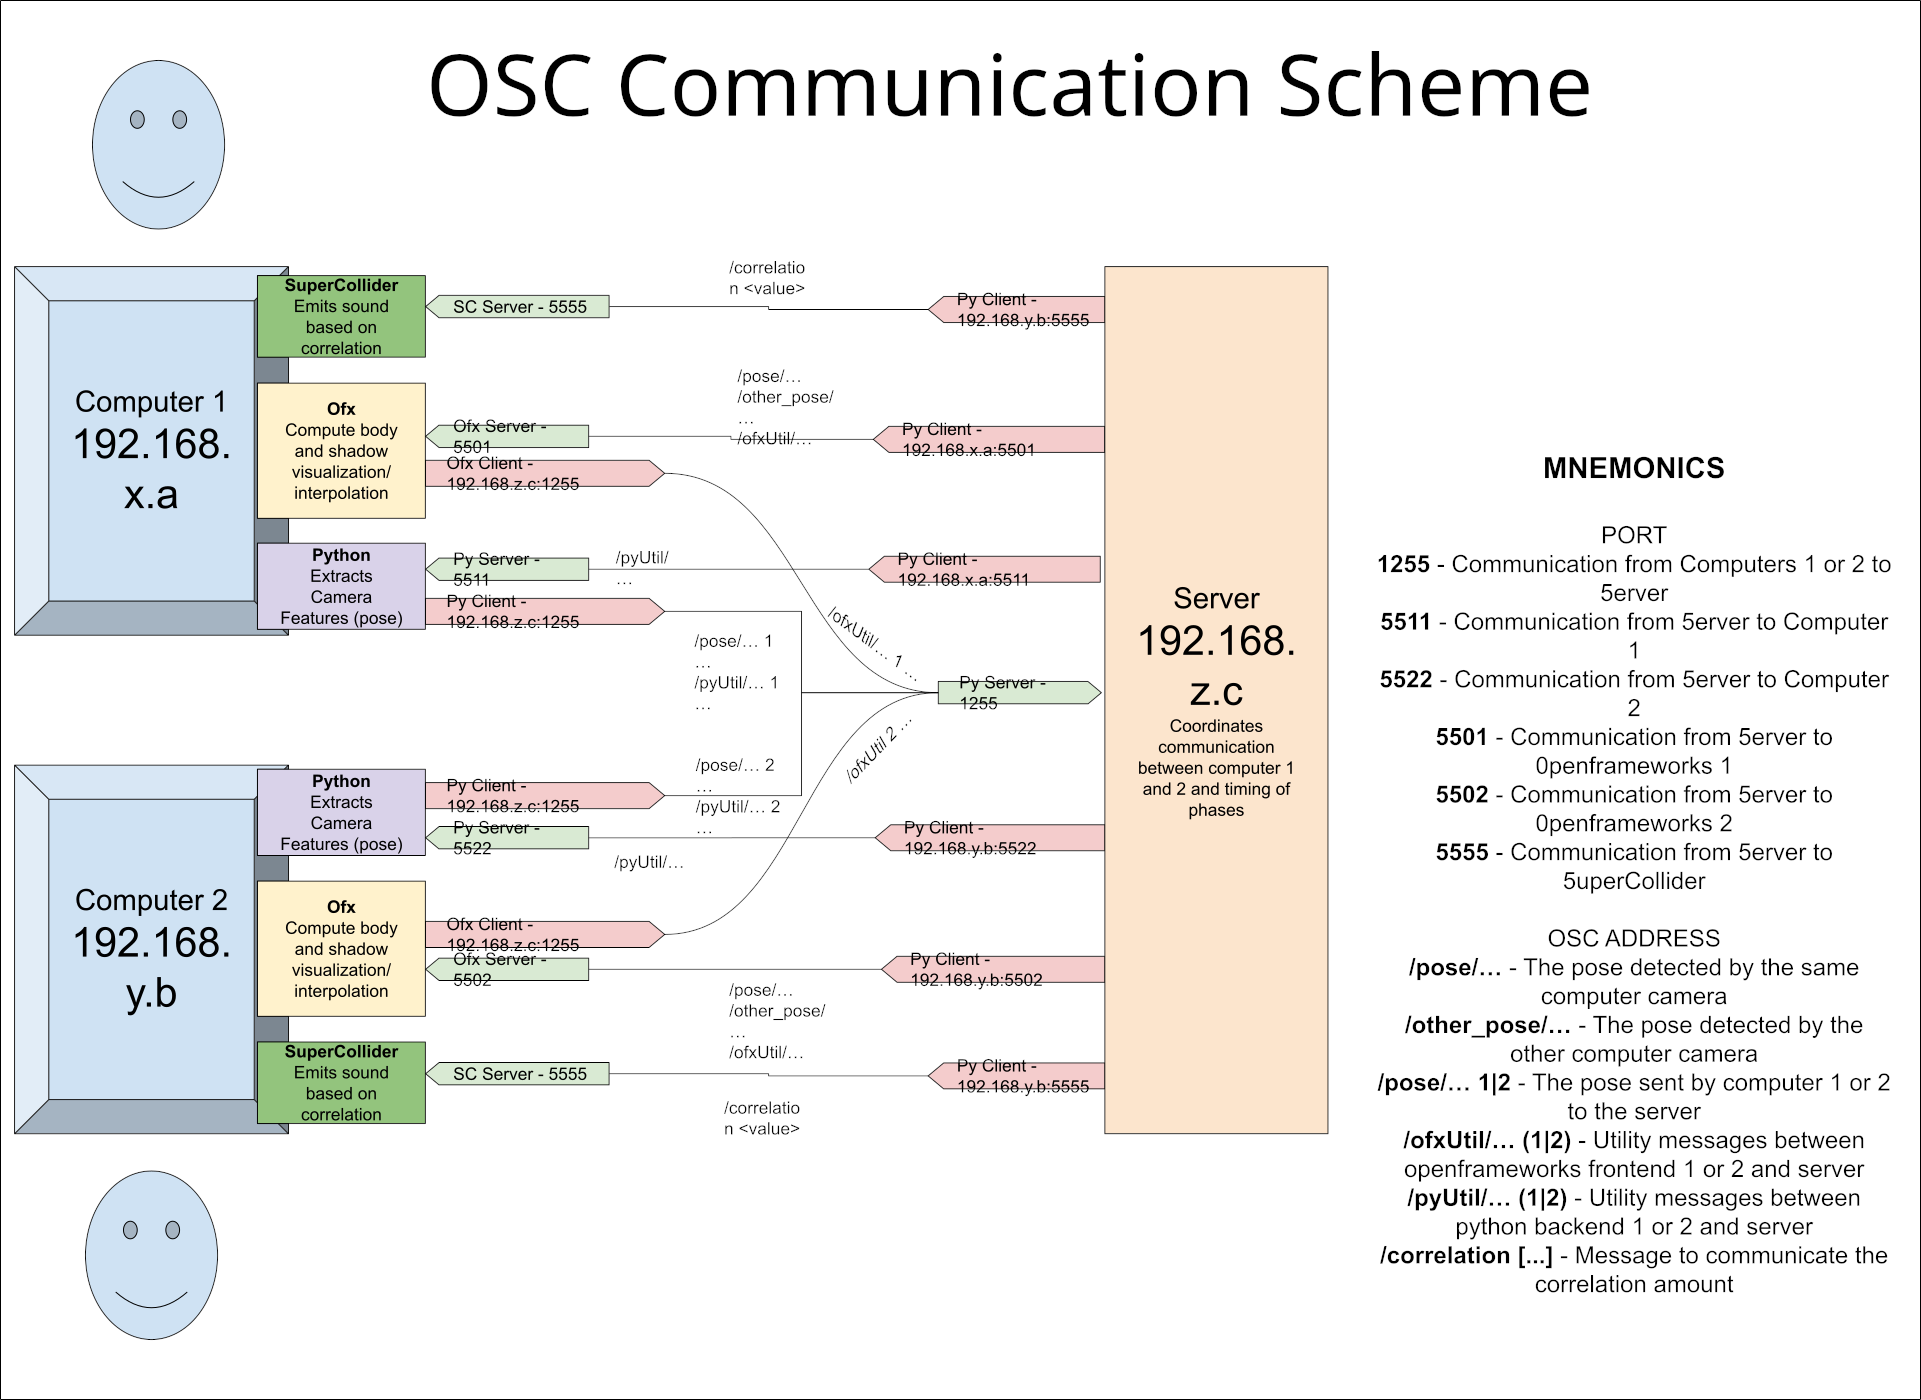 OSC Communication Scheme
Computer 1
192.168.
x.a
SuperCollider
Emits sound
based on
correlation
SC Server - 5555
/correlatio
n <value>
Py Client -
192.168.y.b:5555
Ofx
Compute body
and shadow
visualization/
interpolation
Ofx Server -
5501
/pose/…
/other_pose/
…
/ofxUtil/…
Py Client -
192.168.x.a:5501
Ofx Client -
192.168.z.c:1255
/ofxUtil/… 1 …
Python
Extracts
Camera
Features (pose)
Py Server -
5511
/pyUtil/
…
Py Client -
192.168.x.a:5511
Py Client -
192.168.z.c:1255
/pose/… 1
…
/pyUtil/… 1
…
Py Server -
1255
Computer 2
192.168.
y.b
Python
Extracts
Camera
Features (pose)
Py Client -
192.168.z.c:1255
/pose/… 2
…
/pyUtil/… 2
…
/ofxUtil 2 …
Py Server -
5522
/pyUtil/…
Py Client -
192.168.y.b:5522
Ofx
Compute body
and shadow
visualization/
interpolation
Ofx Client -
192.168.z.c:1255
Ofx Server -
5502
/pose/…
/other_pose/
…
/ofxUtil/…
Py Client -
192.168.y.b:5502
SuperCollider
Emits sound
based on
correlation
SC Server - 5555
/correlatio
n <value>
Py Client -
192.168.y.b:5555
Server
192.168.
z.c
Coordinates
communication
between computer 1
and 2 and timing of
phases
MNEMONICS
PORT
1255 - Communication from Computers 1 or 2 to
5erver
5511 - Communication from 5erver to Computer
1
5522 - Communication from 5erver to Computer
2
5501 - Communication from 5erver to
0penframeworks 1
5502 - Communication from 5erver to
0penframeworks 2
5555 - Communication from 5erver to
5uperCollider
OSC ADDRESS
/pose/… - The pose detected by the same
computer camera
/other_pose/… - The pose detected by the
other computer camera
/pose/… 1|2 - The pose sent by computer 1 or 2
to the server
/ofxUtil/… (1|2) - Utility messages between
openframeworks frontend 1 or 2 and server
/pyUtil/… (1|2) - Utility messages between
python backend 1 or 2 and server
/correlation [...] - Message to communicate the
correlation amount